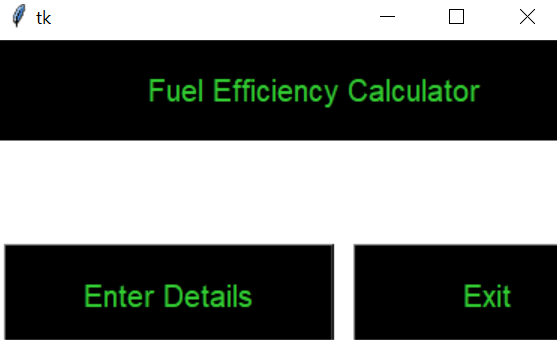 tk
Fuel Efficiency Calculator
Enter Details
Exit